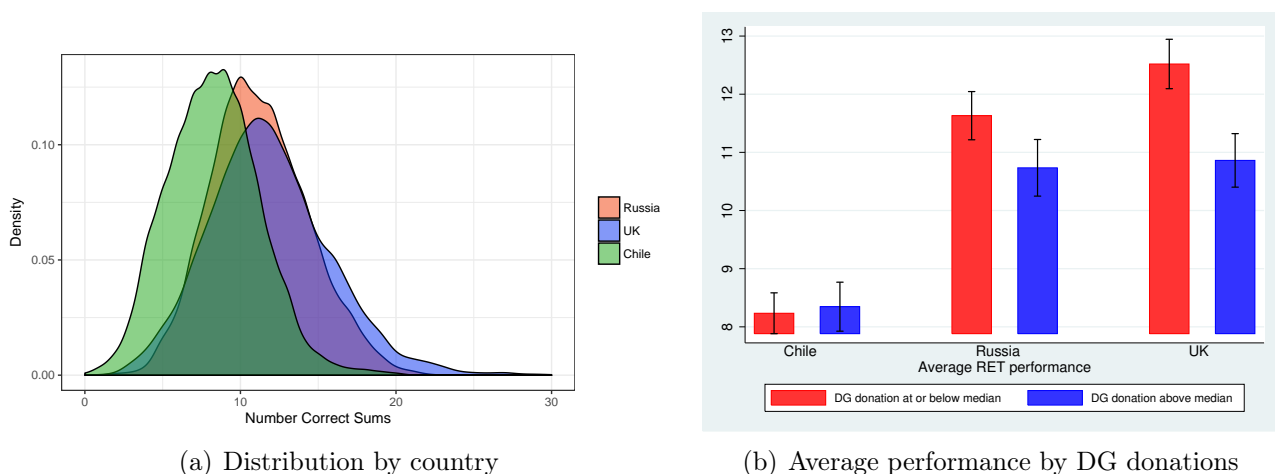 Density
0.10
0.05
0.00
0 10 20 30
Number Correct Sums
Russia
UK
Chile
(a) Distribution by country
13
12
11
10
9
8
Chile Russia UK
Average RET performance
DG donation at or below median DG donation above median
(b) Average performance by DG donations